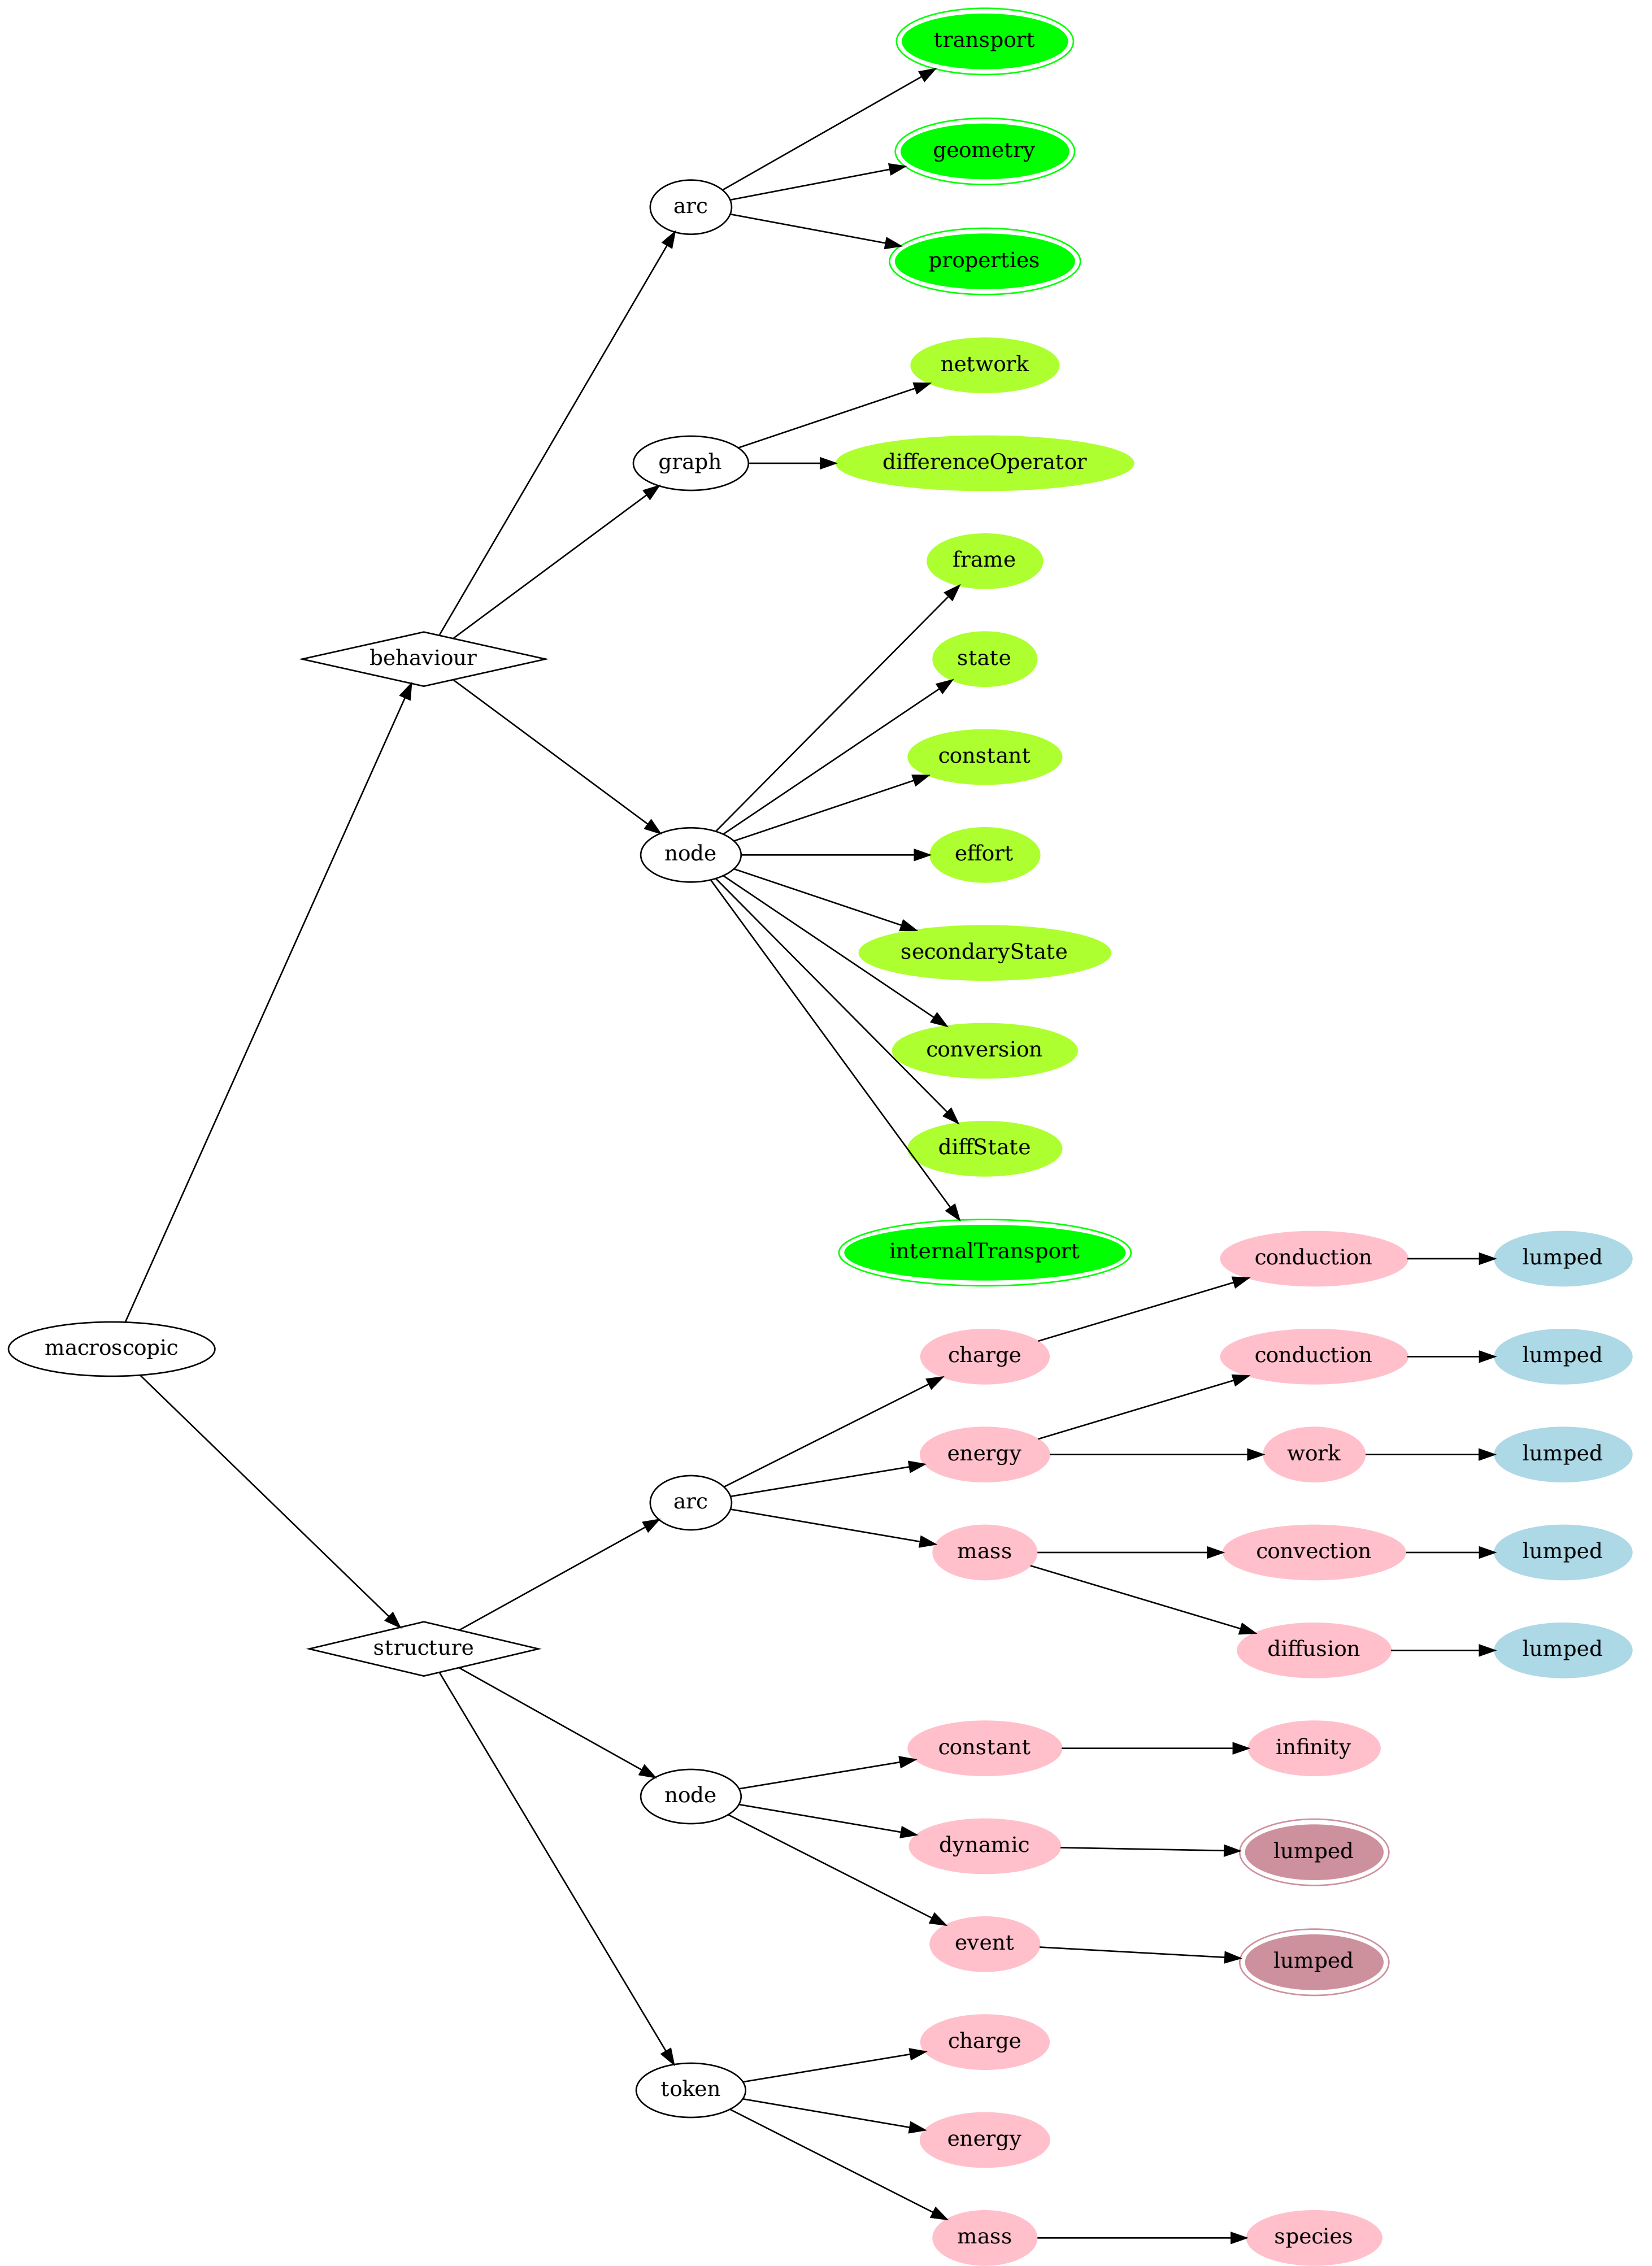 transport
geometry
arc
properties
network
graph
differenceOperator
frame
behaviour
state
constant
node
effort
secondaryState
conversion
diffState
internalTransport
conduction
lumped
macroscopic
charge
conduction
lumped
energy
work
lumped
arc
mass
convection
lumped
structure
diffusion
lumped
constant
infinity
node
dynamic
lumped
event
lumped
charge
token
energy
mass
species